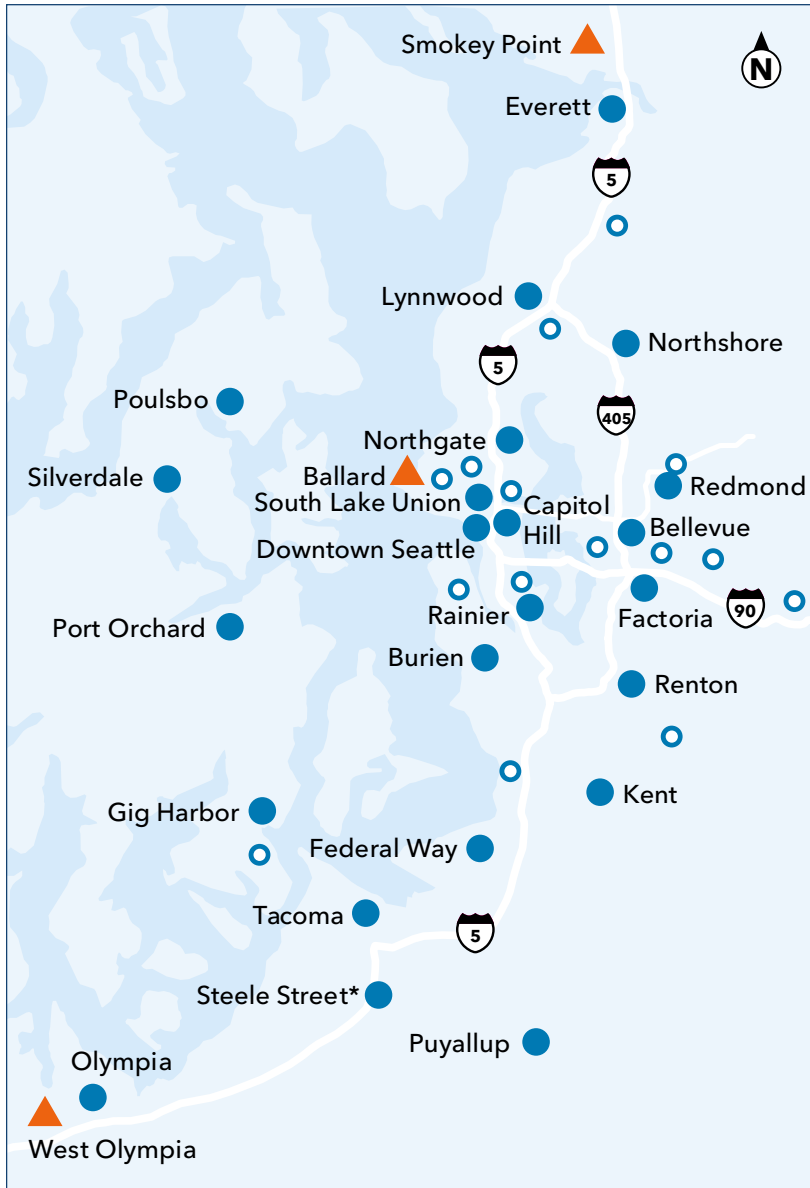 Smokey Point
N
Everett
5
Lynnwood
Northshore
5
Poulsbo
405
Northgate
Silverdale
Ballard
Redmond
South Lake Union
Capitol
Hill
Bellevue
Downtown Seattle
Rainier
Factoria
90
Port Orchard
Burien
Renton
Kent
Gig Harbor
Federal Way
Tacoma
5
Steele Street*
Puyallup
Olympia
West Olympia